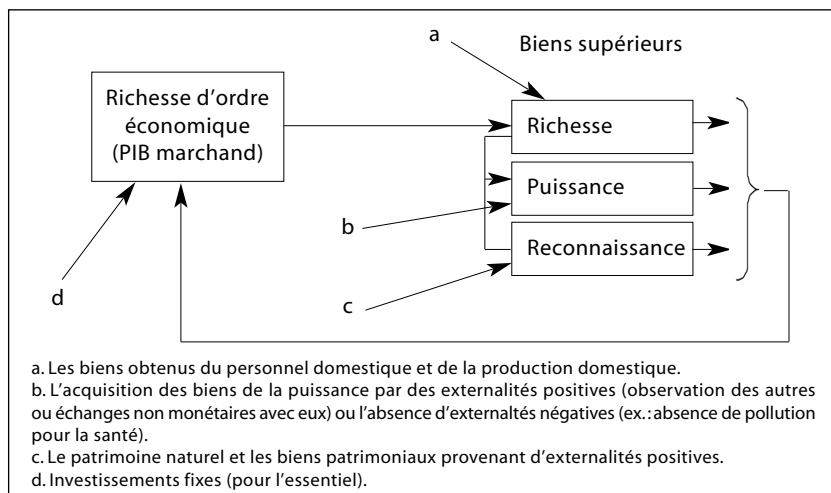 a
Biens supérieurs
Richesse d'ordre
économique
(PIB marchand)
Richesse
Puissance
b
Reconnaissance
d
c
a. Les biens obtenus du personnel domestique et de la production domestique.
b. L'acquisition des biens de la puissance par des externalités positives (observation des autres
ou échanges non monétaires avec eux) ou l'absence d'externaltés négatives (ex.: absence de pollution
pour la santé).
c. Le patrimoine naturel et les biens patrimoniaux provenant d'externalités positives.
d. Investissements fixes (pour l'essentiel).